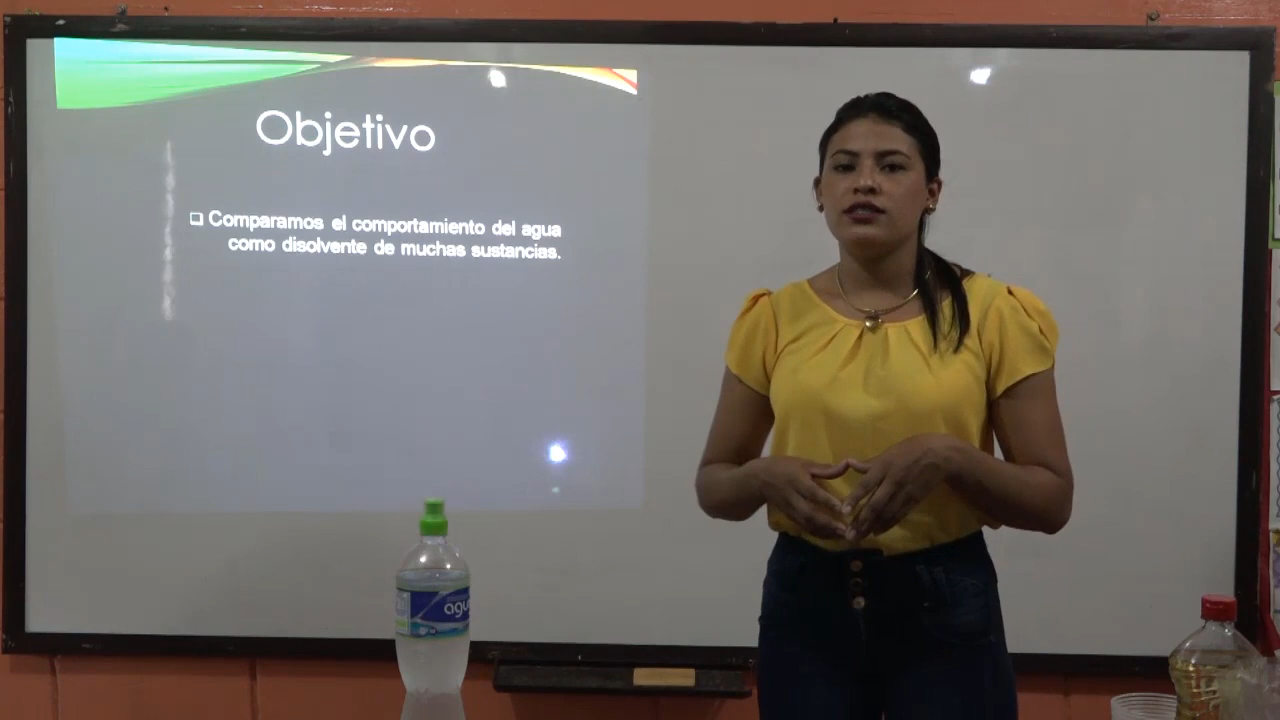 Objetivo
❑ Comparamos el comportamiento del agua
como disolvente de muchas sustancias.
agu